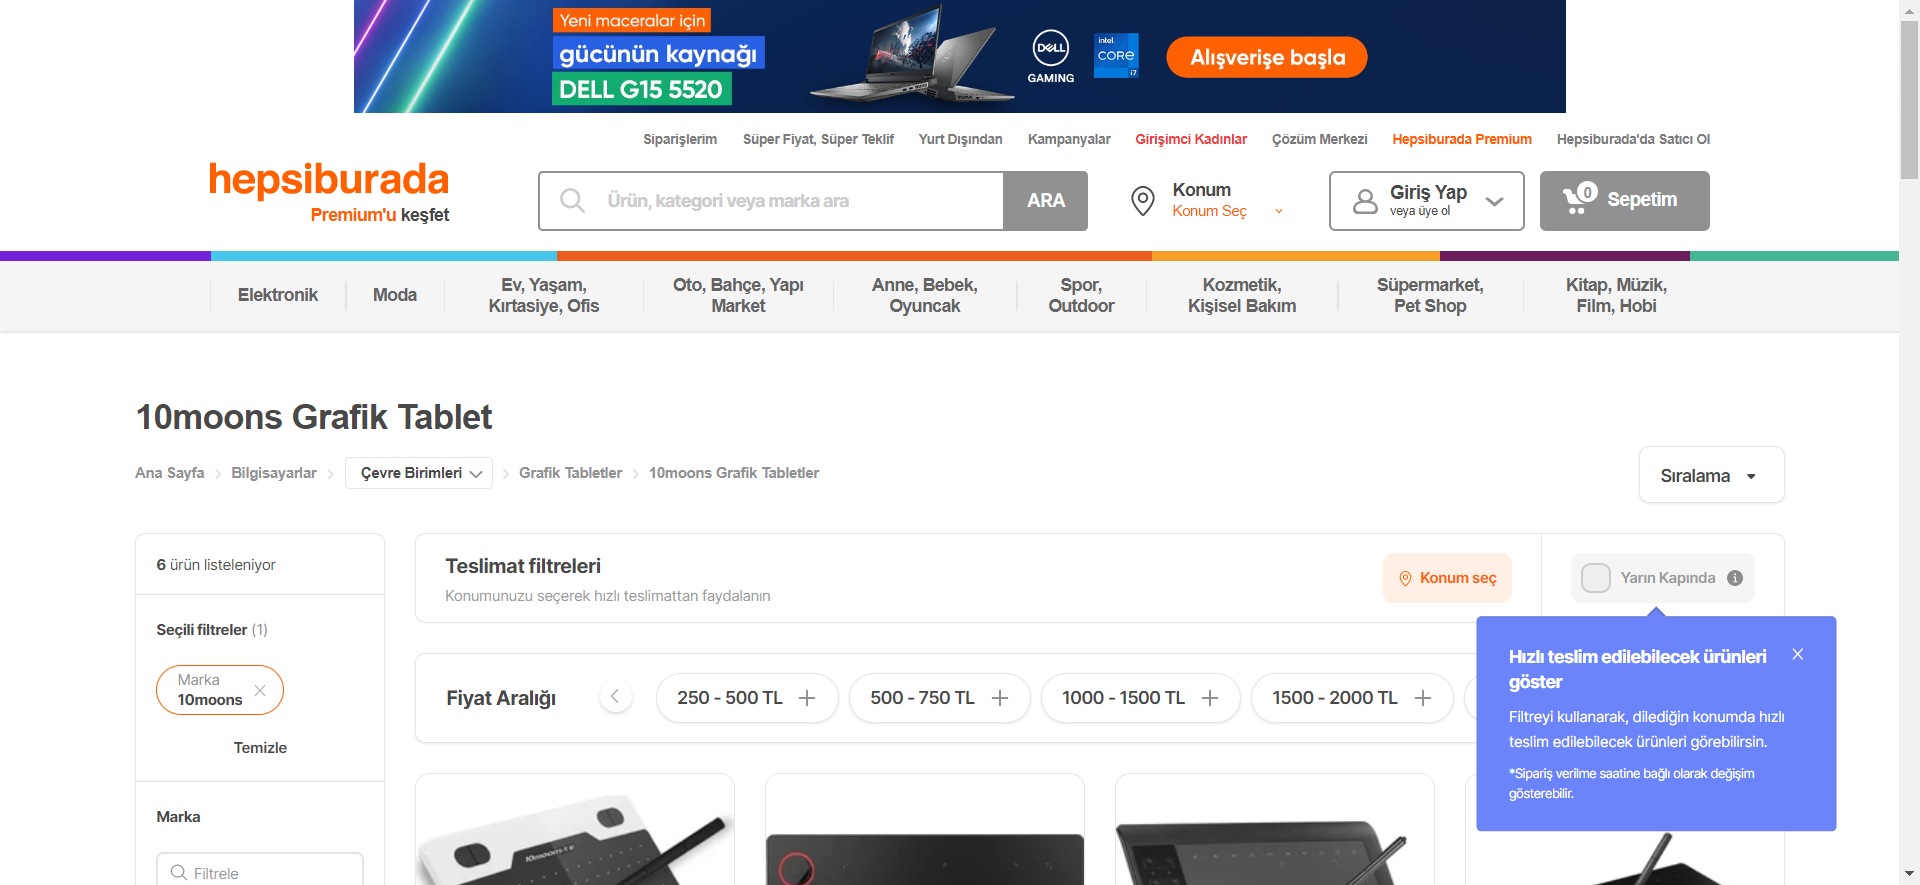 Yeni maceralar için
gücünün kaynağı
DELL G15 5520
DELL
GAMING
intel.
CORE
i7
Alışverişe başla
Siparişlerim
Süper Fiyat, Süper Teklif
Yurt Dışından
Kampanyalar
Girişimci Kadınlar
Çözüm Merkezi
Hepsiburada Premium
Hepsiburada'da Satıcı Ol
hepsiburada
Premium'u keşfet
Ürün, kategori veya marka ara
ARA
Konum
Konum Seç
Giriş Yap
veya üye ol
0
Sepetim
Elektronik
Moda
Ev, Yaşam,
Kırtasiye, Ofis
Oto, Bahçe, Yapı
Market
Anne, Bebek,
Oyuncak
Spor,
Outdoor
Kozmetik,
Kişisel Bakım
Süpermarket,
Pet Shop
Kitap, Müzik,
Film, Hobi
10moons Grafik Tablet
Ana Sayfa
Bilgisayarlar
Çevre Birimleri
Grafik Tabletler
10moons Grafik Tabletler
Sıralama
6 ürün listeleniyor
Seçili filtreler (1)
Marka
10moons
Temizle
Marka
Filtrele
Teslimat filtreleri
Konumunuzu seçerek hızlı teslimattan faydalanın
Konum seç
Yarın Kapında
Fiyat Aralığı
250 - 500 TL
500 - 750 TL
1000 - 1500 TL
1500 - 2000 TL
Hızlı teslim edilebilecek ürünleri
göster
Filtreyi kullanarak, dilediğin konumda hızlı
teslim edilebilecek ürünleri görebilirsin.
*Sipariş verilme saatine bağlı olarak değişim
gösterebilir.
10moons